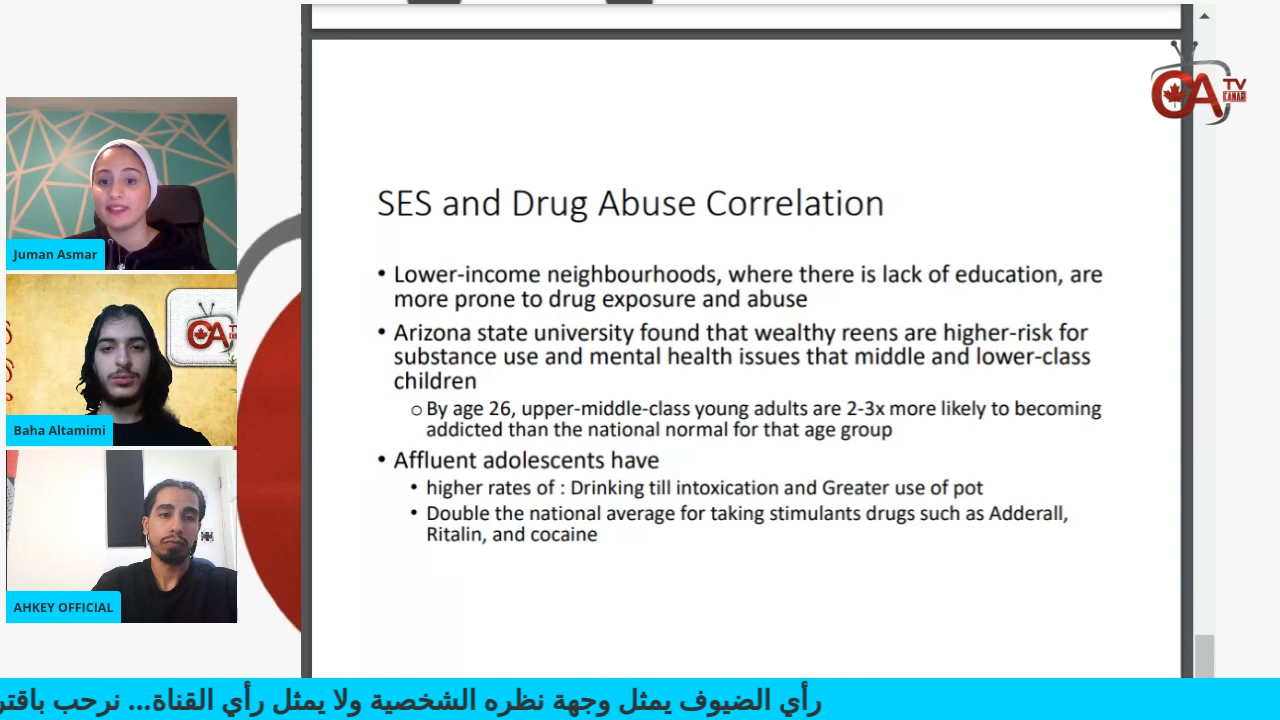 SES and Drug Abuse Correlation
• Lower-income neighbourhoods, where there is lack of education, are
more prone to drug exposure and abuse
• Arizona state university found that wealthy reens are higher-risk for
substance use and mental health issues that middle and lower-class
children
o By age 26, upper-middle-class young adults are 2-3x more likely to becoming
addicted than the national normal for that age group
• Affluent adolescents have
• higher rates of : Drinking till intoxication and Greater use of pot
• Double the national average for taking stimulants drugs such as Adderall,
Ritalin, and cocaine
CA TV
KANAR
Juman Asmar
Baha Altamimi
AHKEY OFFICIAL
رأي الضيوف يمثل وجهة نظره الشخصية ولا يمثل رأي القناة... نرحب